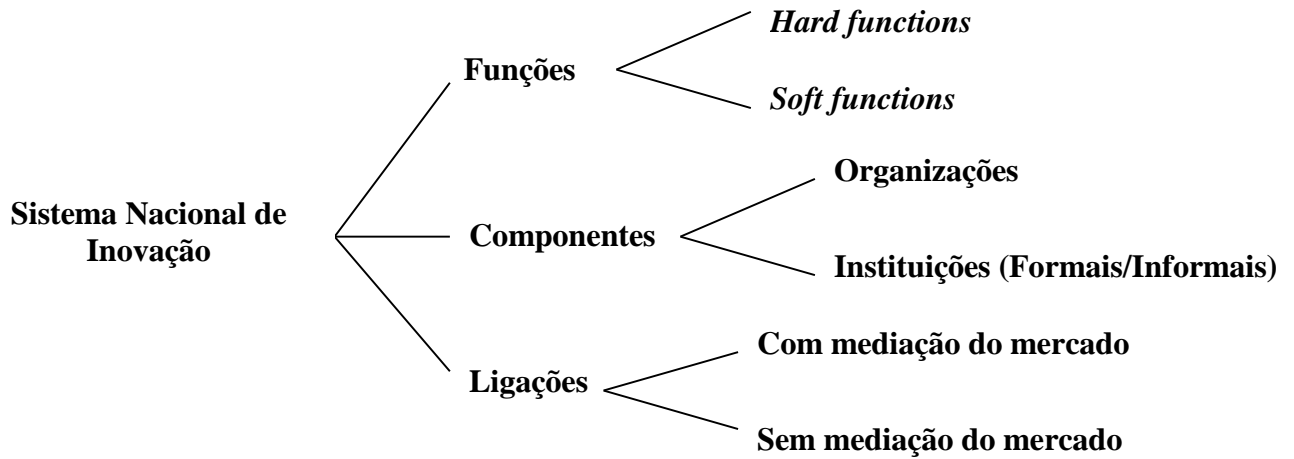 Hard functions
Funções
Soft functions
Organizações
Sistema Nacional de
Inovação
Componentes
Instituições (Formais/Informais)
Com mediação do mercado
Ligações
Sem mediação do mercado